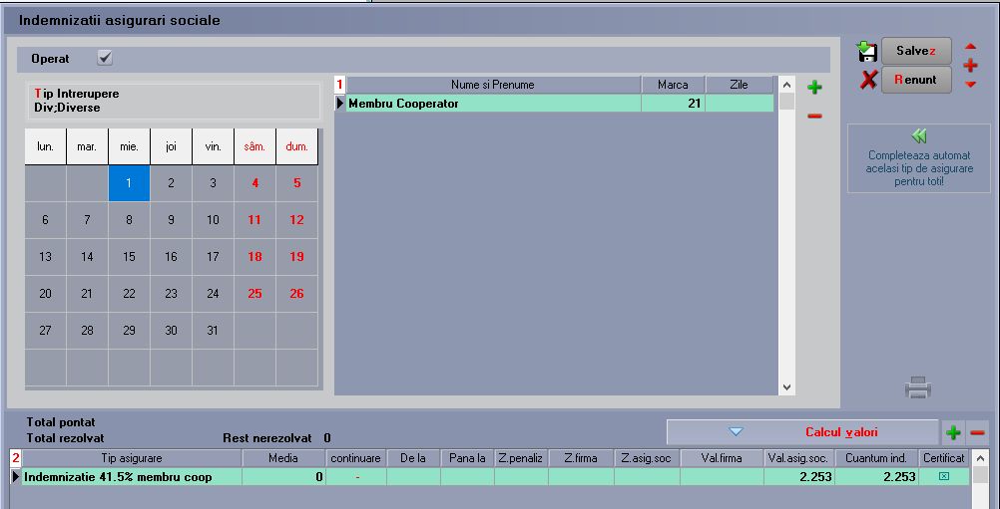 Indemnizatii asigurari sociale
Operat
Salvez
Renunt
Tip Intrerupere
Div;Diverse
1 Nume si Prenume Marca Zile
Membru Cooperator 21
lun. mar. mie. joi vin. sâm. dum.
1 2 3 4 5
6 7 8 9 10 11 12
13 14 15 16 17 18 19
20 21 22 23 24 25 26
27 28 29 30 31
Completeaza automat
acelasi tip de asigurare
pentru toti!
Total pontat
Total rezolvat Rest nerezolvat 0
Calcul valori
2 Tip asigurare Media continuare De la Pana la Z.penaliz Z.firma Z.asig.soc Val.firma Val.asig.soc. Cuantum ind. Certificat
Indemnizatie 41.5% membru coop 0 - 2.253 2.253